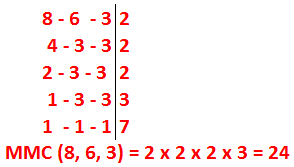 8 - 6 - 3 2
4 - 3 - 3 2
2 - 3 - 3 2
1 - 3 - 3 3
1 - 1 - 1 7
MMC (8, 6, 3) = 2 x 2 x 2 x 3 = 24